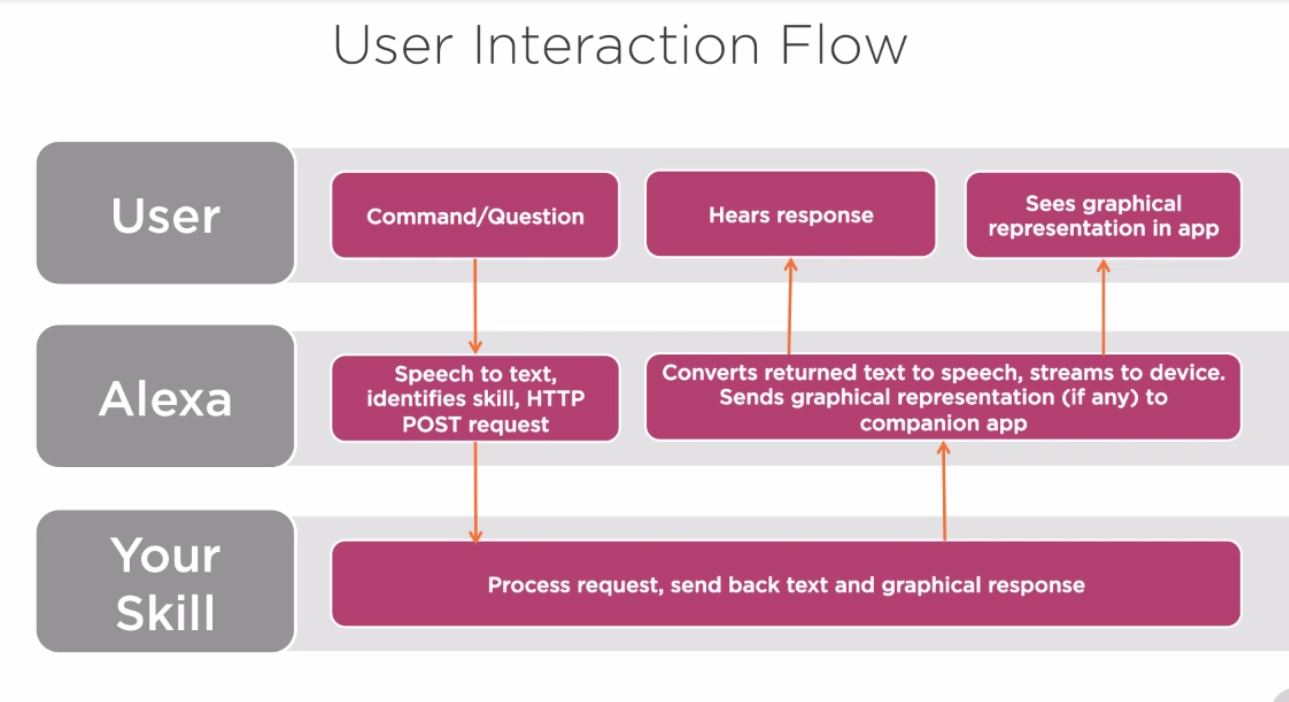 User Interaction Flow
User
Command/Question
Hears response
Sees graphical
representation in app
Alexa
Speech to text,
identifies skill, HTTP
POST request
Converts returned text to speech, streams to device.
Sends graphical representation (if any) to
companion app
Your
Skill
Process request, send back text and graphical response